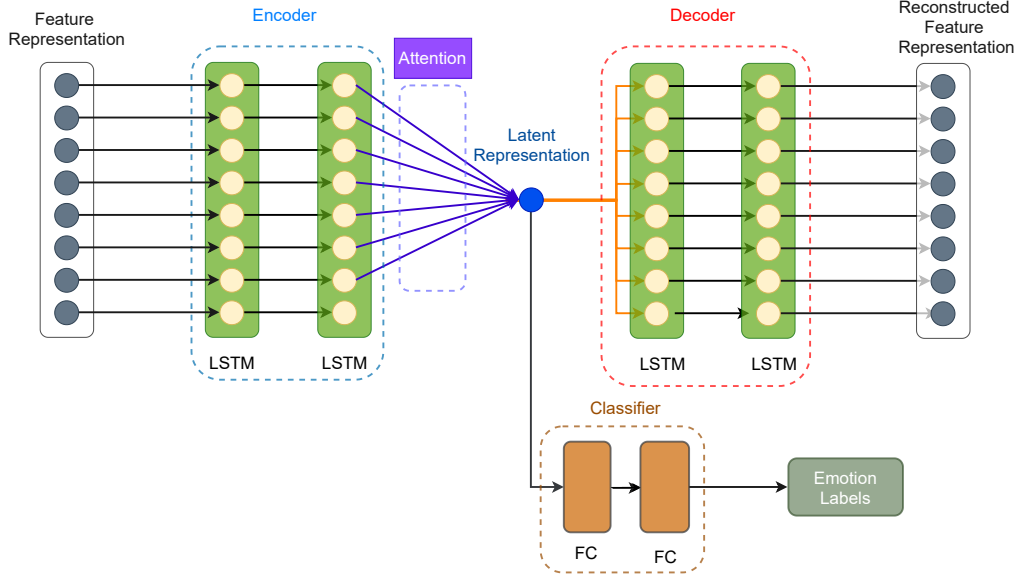 Feature
Representation
Encoder
Attention
Latent
Representation
Decoder
Reconstructed
Feature
Representation
LSTM
LSTM
LSTM
LSTM
Classifier
FC
FC
Emotion
Labels